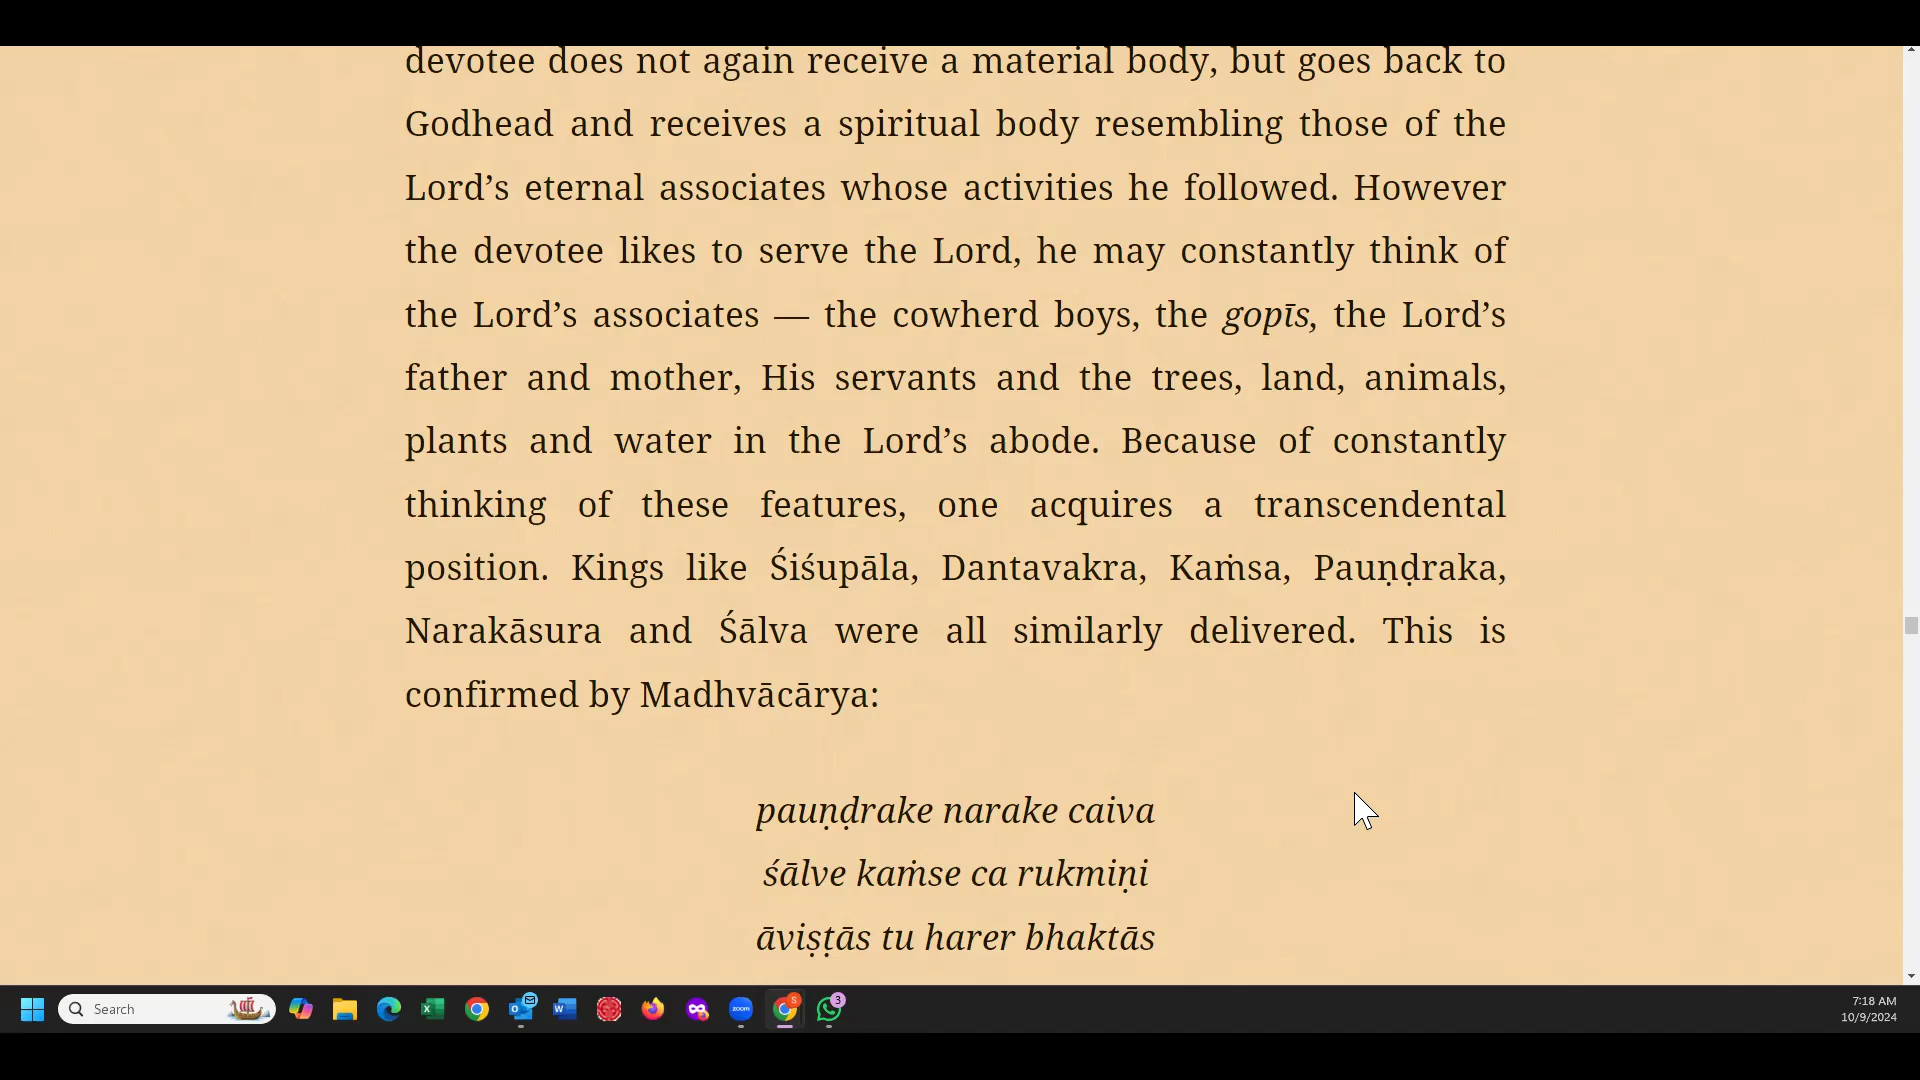 devotee does not again receive a material body, but goes back to
Godhead and receives a spiritual body resembling those of the
Lord’s eternal associates whose activities he followed. However
the devotee likes to serve the Lord, he may constantly think of
the Lord’s associates — the cowherd boys, the gopīs, the Lord’s
father and mother, His servants and the trees, land, animals,
plants and water in the Lord’s abode. Because of constantly
thinking of these features, one acquires a transcendental
position. Kings like Śiśupāla, Dantavakra, Kaṁsa, Pauṇḍraka,
Narakāsura and Śālva were all similarly delivered. This is
confirmed by Madhvācārya:
pauṇḍrake narake caiva
śālve kaṁse ca rukmiṇi
āviṣṭās tu harer bhaktās
Search
zoom
S
3
7:18 AM
10/9/2024